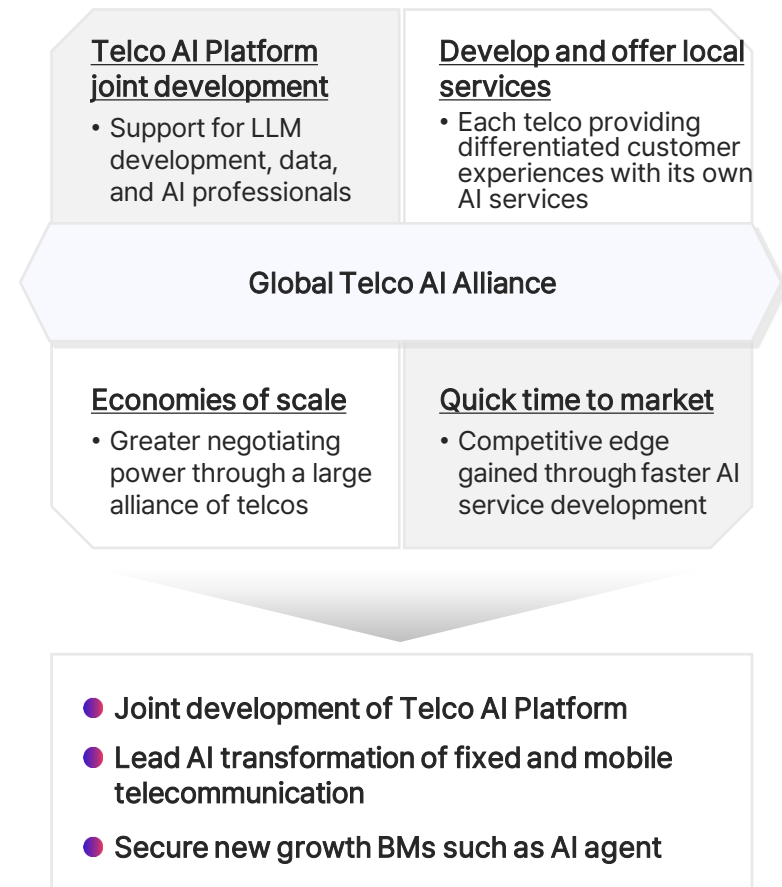 Telco AI Platform
joint development
• Support for LLM
development, data,
and AI professionals
Develop and offer local
services
• Each telco providing
differentiated customer
experiences with its own
AI services
Global Telco AI Alliance
Economies of scale
• Greater negotiating
power through a large
alliance of telcos
Quick time to market
• Competitive edge
gained through faster AI
service development
Joint development of Telco AI Platform
Lead AI transformation of fixed and mobile
telecommunication
Secure new growth BMs such as AI agent